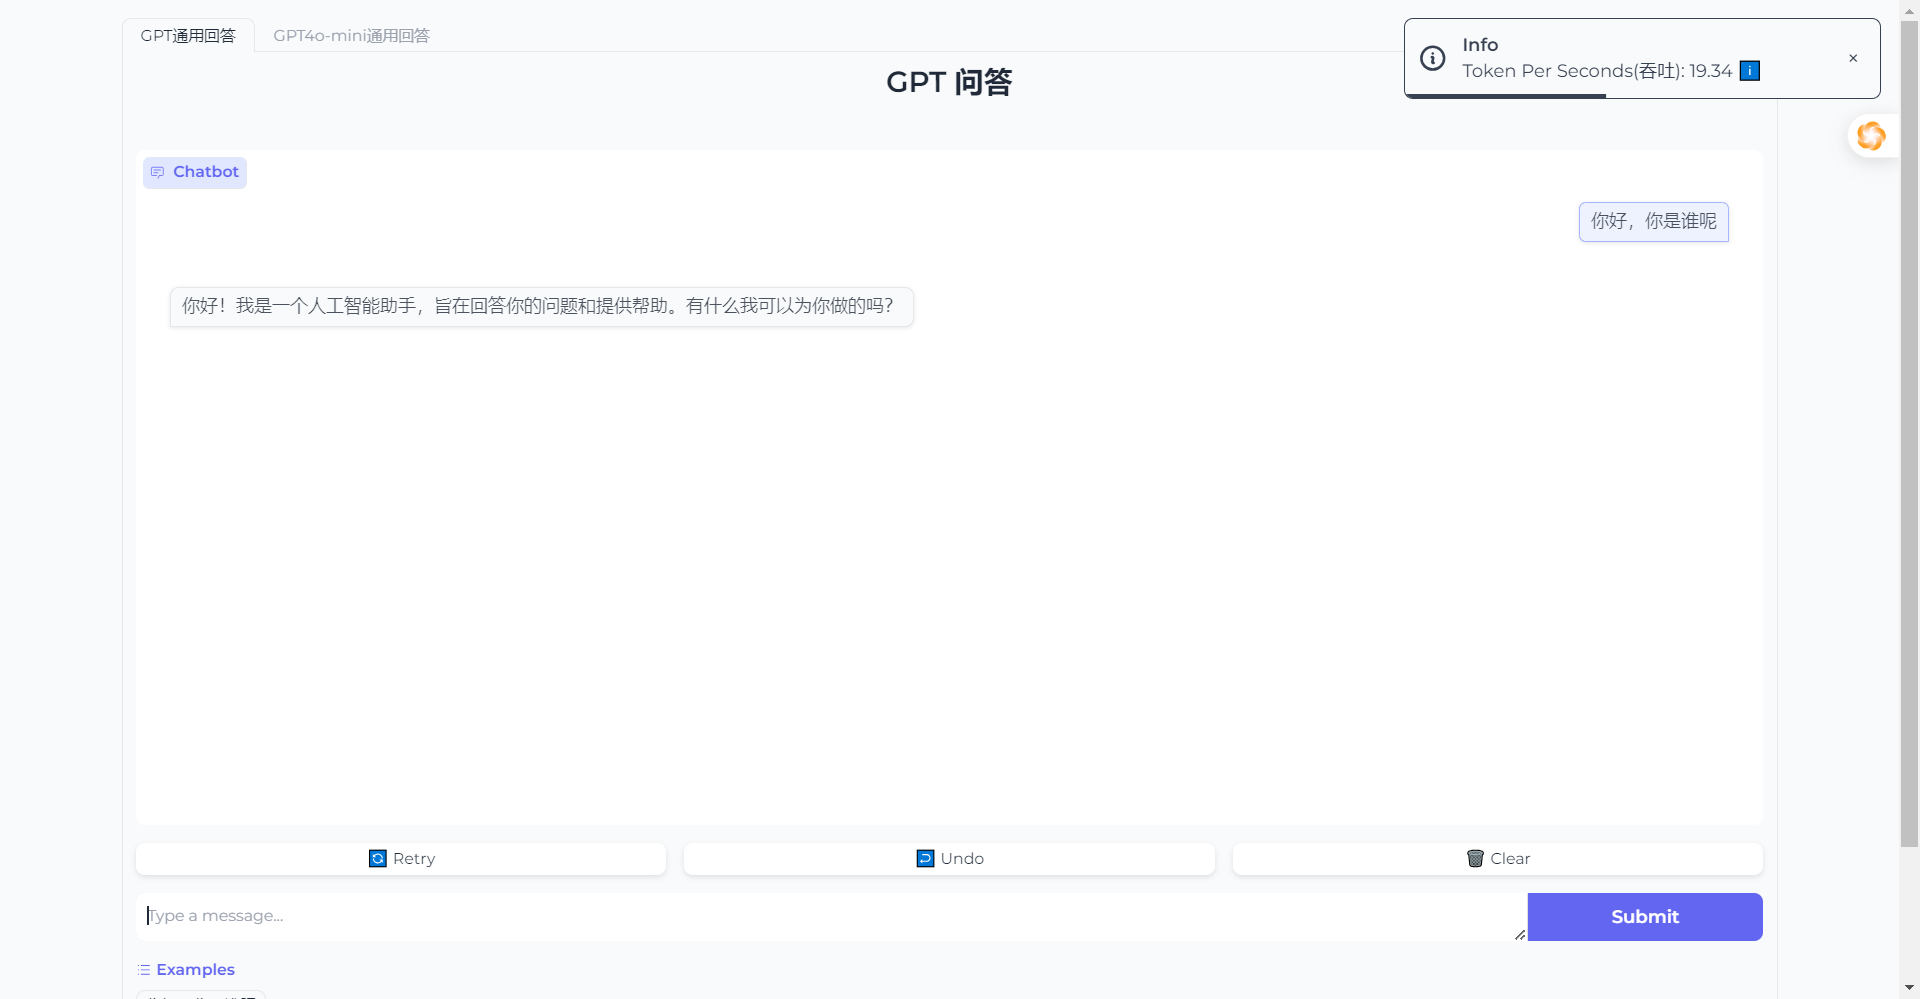 GPT通用回答
GPT4o-mini通用回答
Info
Token Per Seconds(吞吐): 19.34 ℹ️
×
GPT 问答
Chatbot
你好，你是谁呢
你好！我是一个人工智能助手，旨在回答你的问题和提供帮助。有什么我可以为你做的吗？
🔄 Retry
↩️ Undo
🗑️ Clear
Type a message...
Submit
Examples